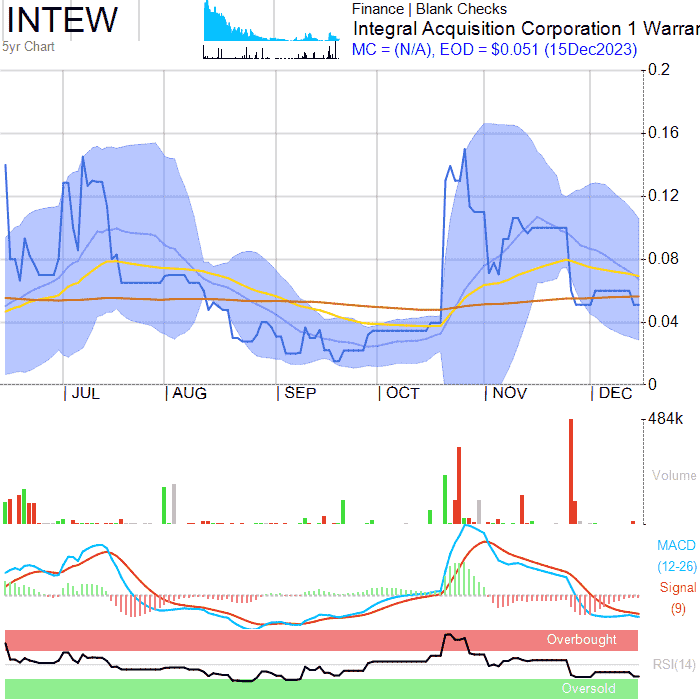 INTEW
5yr Chart
Finance | Blank Checks
Integral Acquisition Corporation 1 Warrar
MC = (N/A), EOD = $0.051 (15Dec2023)
0.2
0.16
0.12
0.08
0.04
0
JUL AUG SEP OCT NOV DEC
484k
Volume
MACD
(12-26)
Signal
(9)
Overbought
RSI(14)
Oversold